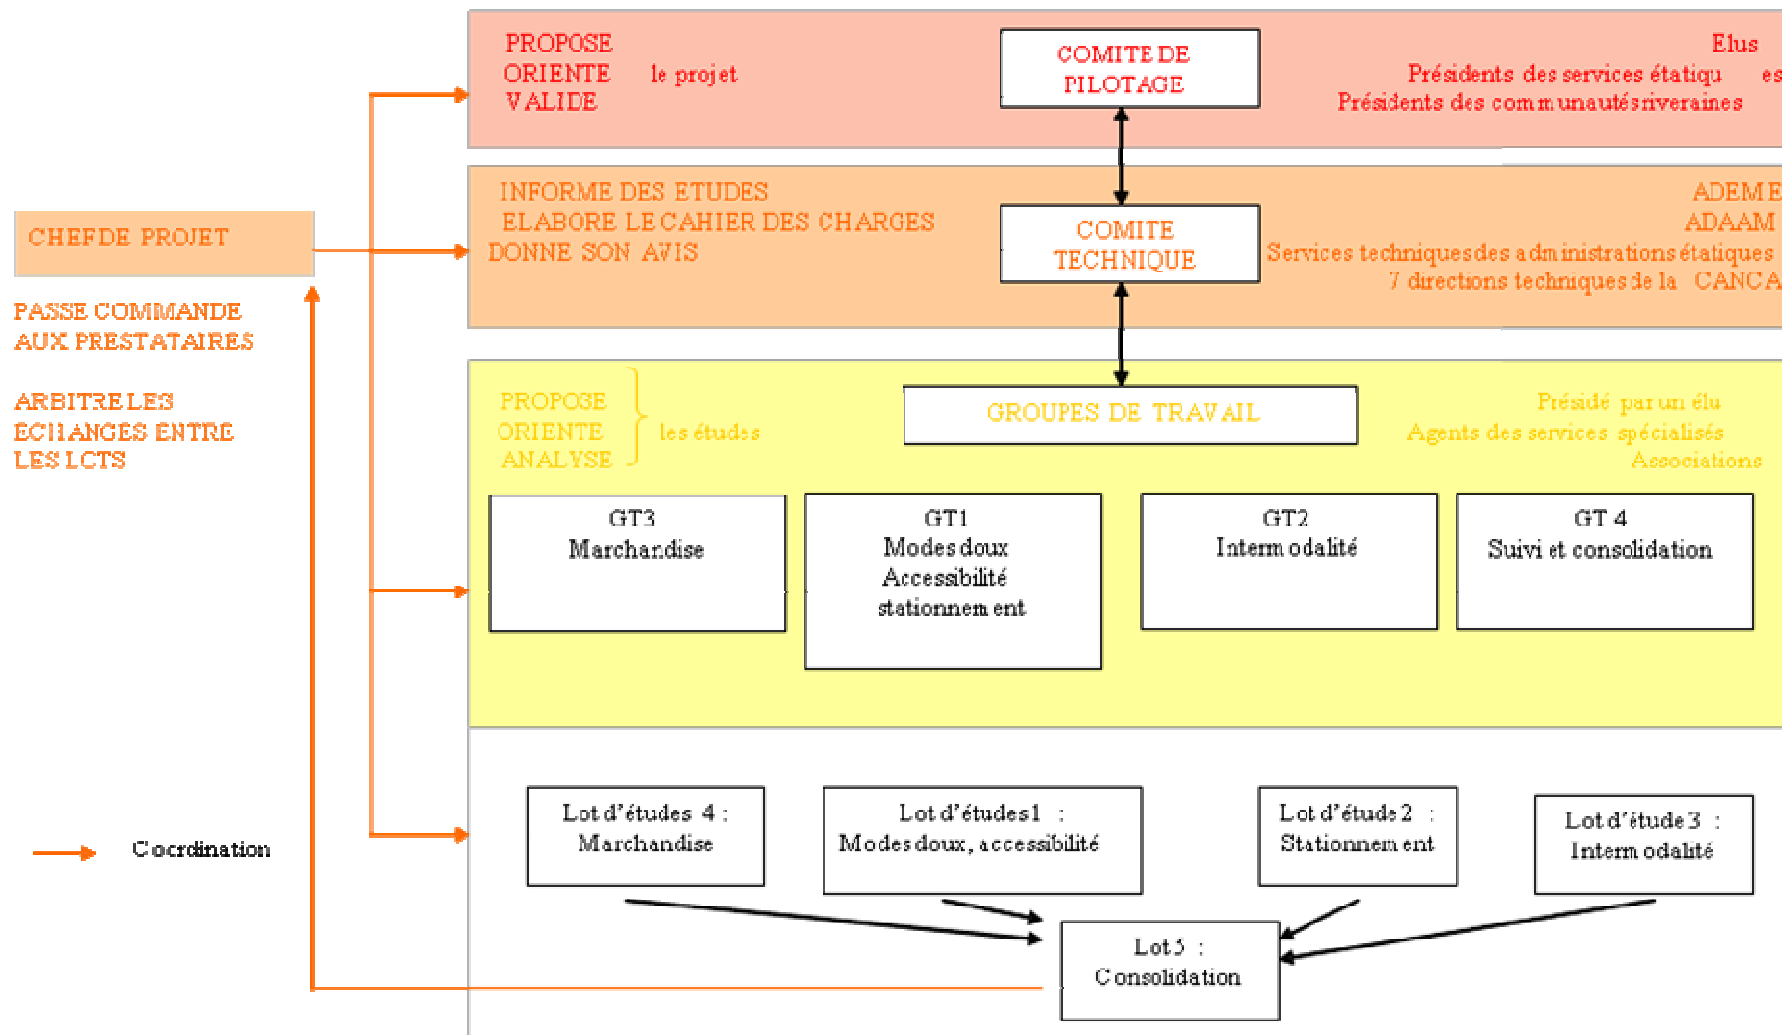 PROPOSE
ORIENTE le projet
VALIDE
COMITE DE
PILOTAGE
Elus
Présidents des services étatiqu es
Présidents des communautés riveraines
CHEF DE PROJET
PASSE COMMANDE
AUX PRESTATAIRES
ARBITRE LES
ECHANGES ENTRE
LES LOTS
INFORME DES ETUDES
ELABORE LE CAHIER DES CHARGES
DONNE SON AVIS
COMITE
TECHNIQUE
ADEME
ADAAM
Services techniques des administrations étatiques
7 directions techniques de la CANCA
PROPOSE
ORIENTE les études
ANALYSE
GROUPES DE TRAVAIL
Présidé par un élu
Agents des services spécialisés
Associations
GT3
Marchandise
GT1
Modes doux
Accessibilité
stationnement
GT2
Intermodalité
GT 4
Suivi et consolidation
Lot d'études 4 :
Marchandise
Lot d'études 1 :
Modes doux, accessibilité
Lot d'étude 2 :
Stationnement
Lot d'étude 3 :
Intermodalité
Lot 5 :
Consolidation
Coordination